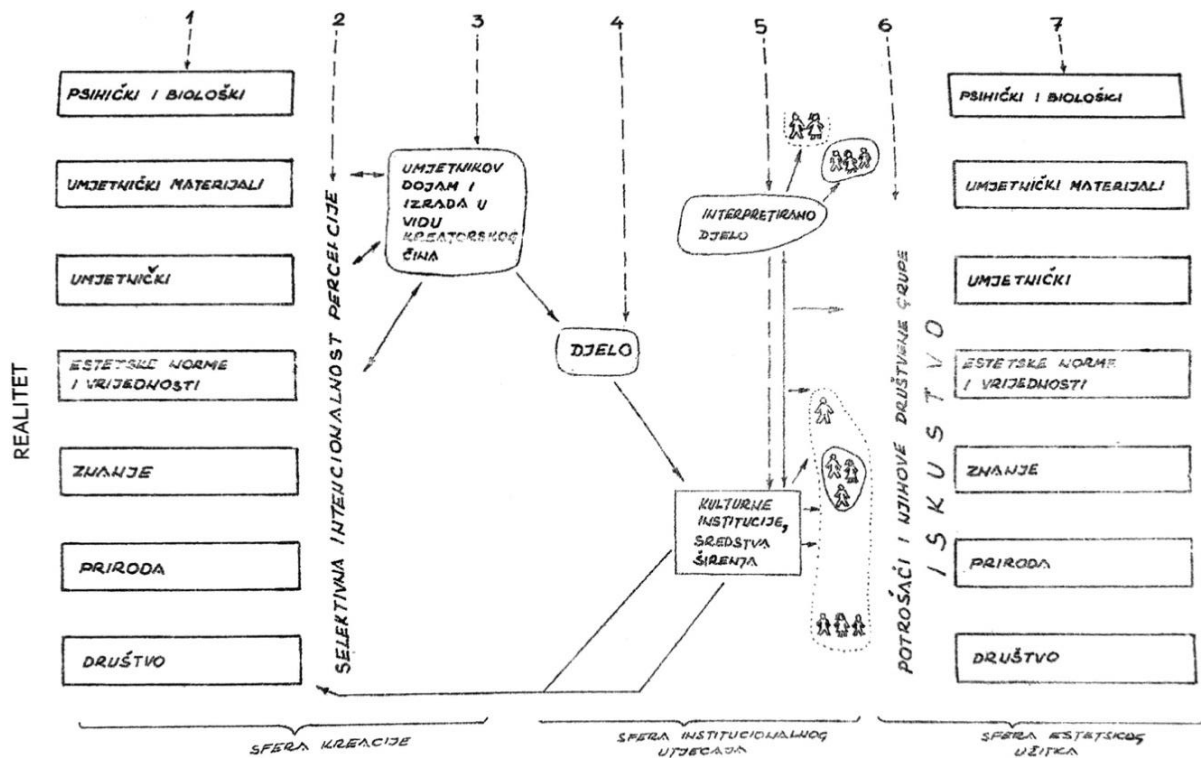 1 2 3 4 5 6 7
REALITET
PSIHIČKI I BIOLOŠKI
UMJETNIČKI MATERIJALI
UMJETNIČKI
ESTETSKE NORME
I VRIJEDNOSTI
ZNANJE
PRIRODA
DRUŠTVO
SELEKTIVNA INTENCIONALNOST PERCEPCIJE
UMJETNIKOV
DOJAM I
IZRADA U
VIDU
KREATORSKOG
ČINA
DJELO
INTERPRETIRANO
DJELO
KULTURNE
INSTITUCIJE,
SREDSTVA
ŠIRENJA
POTROŠAČI I NJIHOVE DRUŠTVENE GRUPE
ISKUSTVO
PSIHIČKI I BIOLOŠKI
UMJETNIČKI MATERIJALI
UMJETNIČKI
ESTETSKE NORME
I VRIJEDNOSTI
ZNANJE
PRIRODA
DRUŠTVO
SFERA KREACIJE
SFERA INSTITUCIONALNOG
UTJECAJA
SFERA ESTETSKOG
UŽITKA